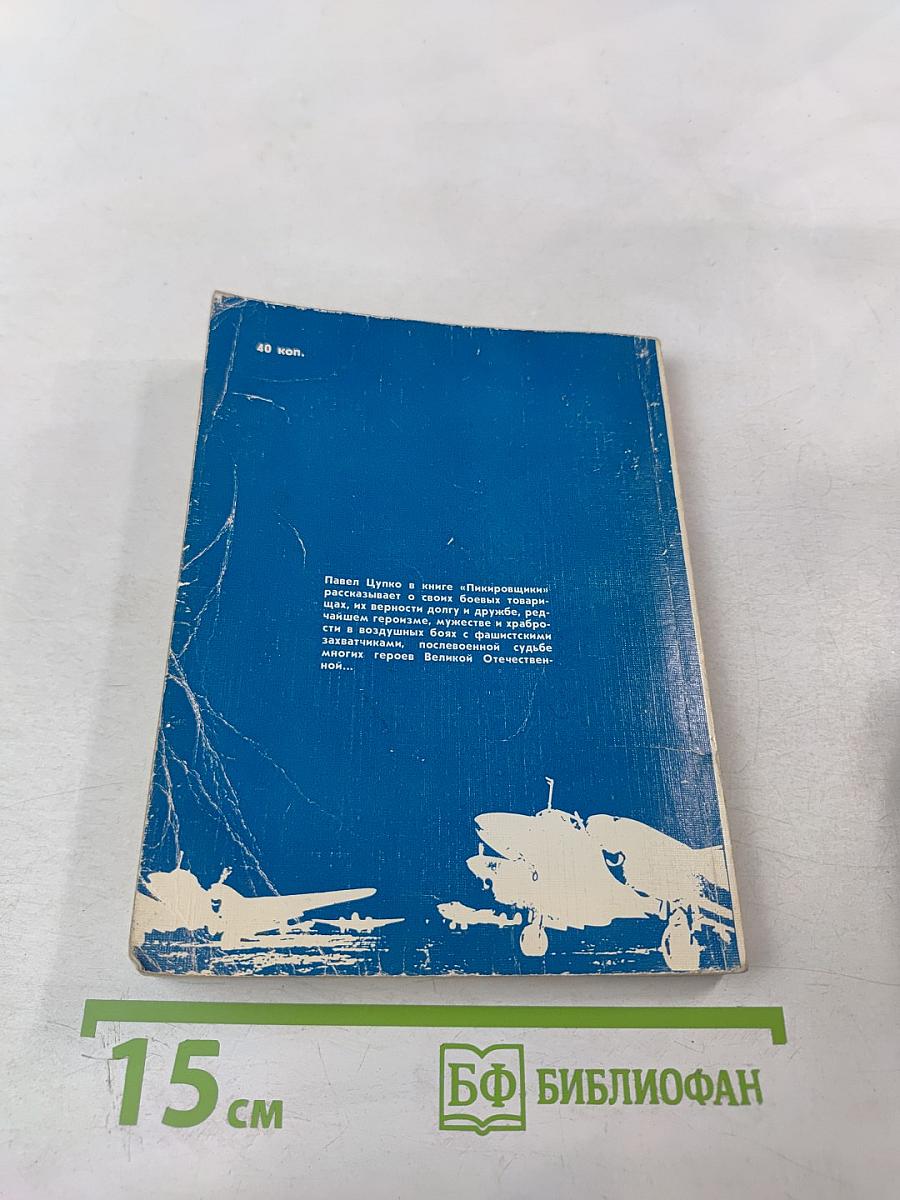 40 коп.
Павел Цупко в книге «Пикировщики»
рассказывает о своих боевых товари-
щах, их верности долгу и дружбе, ред-
чайшем героизме, мужестве и храбро-
сти в воздушных боях с фашистскими
захватчиками, послевоенной судьбе
многих героев Великой Отечествен-
ной...
15 см
БФ БИБЛИОФАН